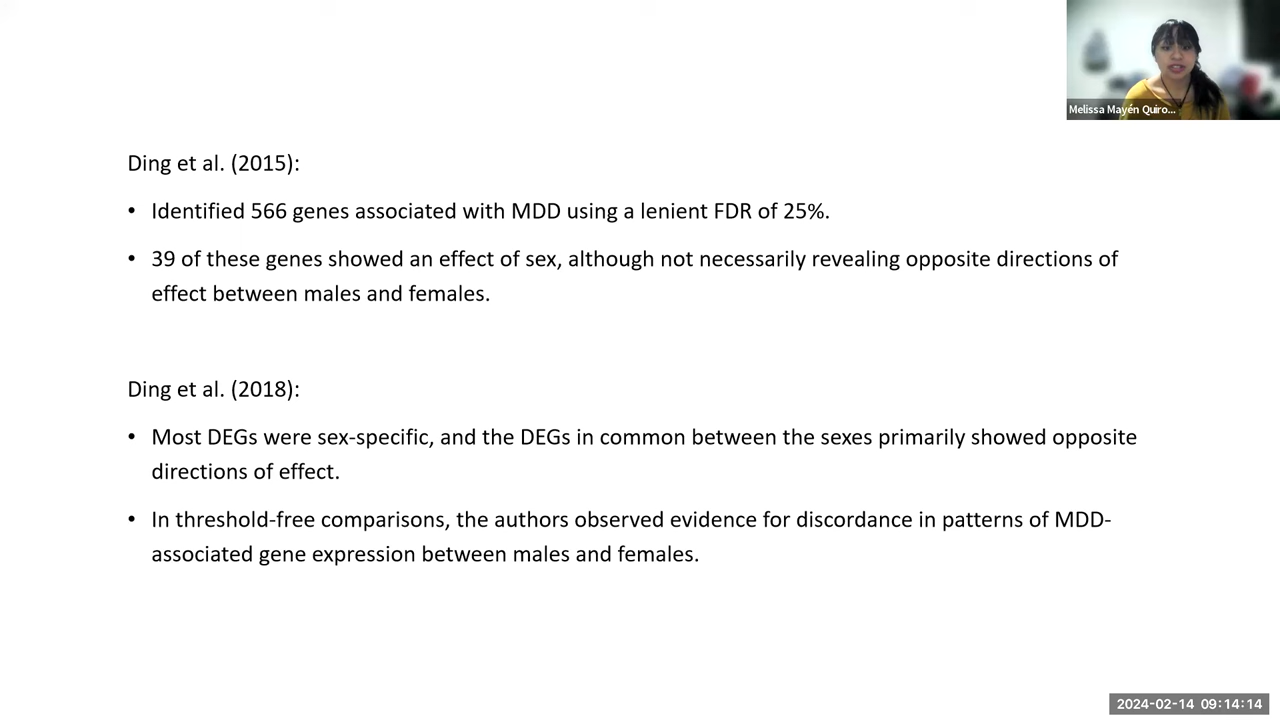 Melissa Mayén Quiro...
Ding et al. (2015):
• Identified 566 genes associated with MDD using a lenient FDR of 25%.
• 39 of these genes showed an effect of sex, although not necessarily revealing opposite directions of
effect between males and females.
Ding et al. (2018):
• Most DEGs were sex-specific, and the DEGs in common between the sexes primarily showed opposite
directions of effect.
• In threshold-free comparisons, the authors observed evidence for discordance in patterns of MDD-
associated gene expression between males and females.
2024-02-14 09:14:14